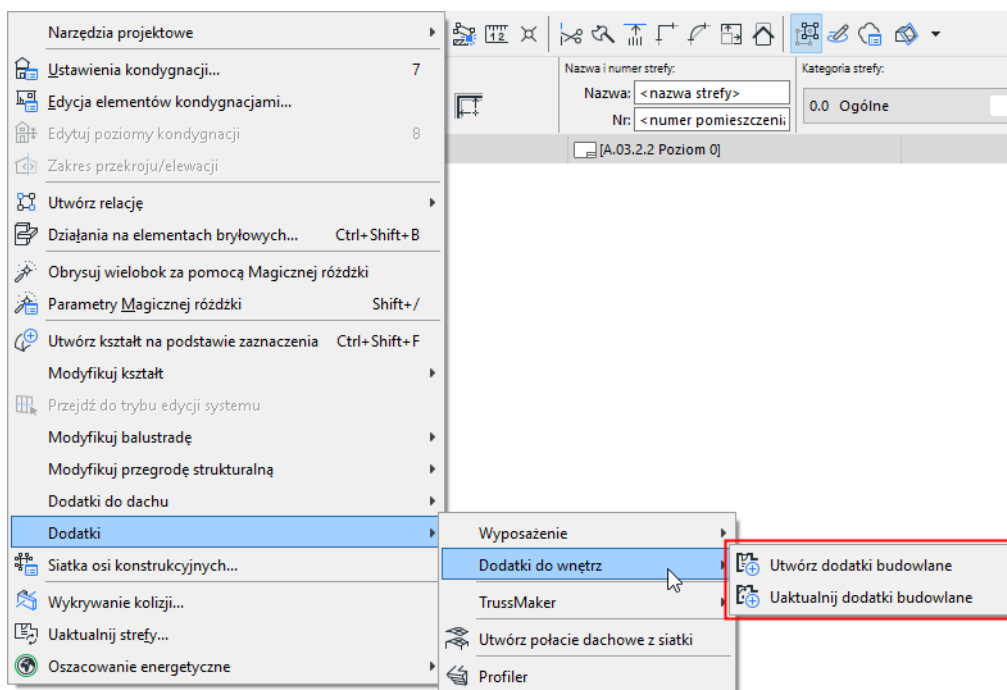 Narzędzia projektowe
Ustawienia kondygnacji... 7
Edycja elementów kondygnacjami...
Edytuj poziomy kondygnacji 8
Zakres przekroju/elewacji
Utwórz relację
Działania na elementach bryłowych... Ctrl+Shift+B
Obrysuj wielobok za pomocą Magicznej różdżki
Parametry Magicznej różdżki Shift+/
Utwórz kształt na podstawie zaznaczenia Ctrl+Shift+F
Modyfikuj kształt
Przejdź do trybu edycji systemu
Modyfikuj balustradę
Modyfikuj przegrodę strukturalną
Dodatki do dachu
Dodatki
Siatka osi konstrukcyjnych...
Wykrywanie kolizji...
Uaktualnij strefy...
Oszacowanie energetyczne
12
Nazwa i numer strefy:
Nazwa: <nazwa strefy>
Nr: <numer pomieszczeni
Kategoria strefy:
0.0 Ogólne
[A.03.2.2 Poziom 0]
Wyposażenie
Dodatki do wnętrz
TrussMaker
Utwórz połacie dachowe z siatki
Profiler
Utwórz dodatki budowlane
Uaktualnij dodatki budowlane